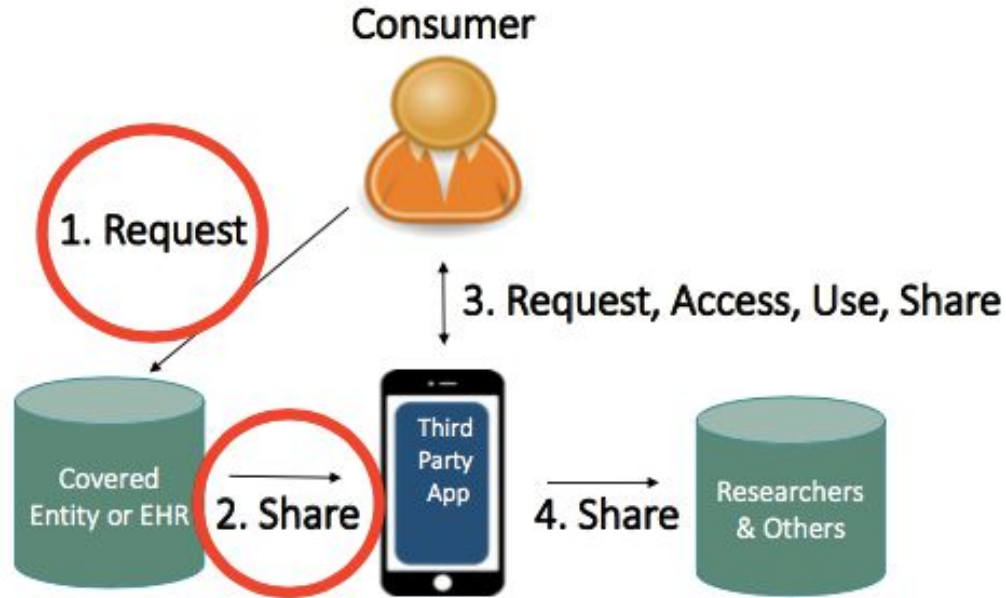 Consumer
1. Request
3. Request, Access, Use, Share
Covered
Entity or EHR
2. Share
Third
Party
App
4. Share
Researchers
& Others